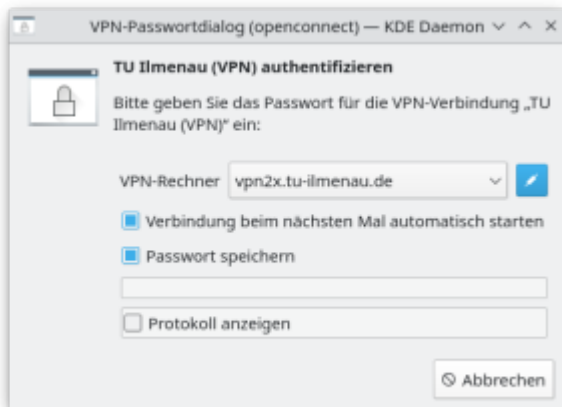 VPN-Passwortdialog (openconnect) — KDE Daemon
TU Ilmenau (VPN) authentifizieren
Bitte geben Sie das Passwort für die VPN-Verbindung „TU
Ilmenau (VPN)“ ein:
VPN-Rechner vpn2x.tu-ilmenau.de
Verbindung beim nächsten Mal automatisch starten
Passwort speichern
Protokoll anzeigen
Abbrechen